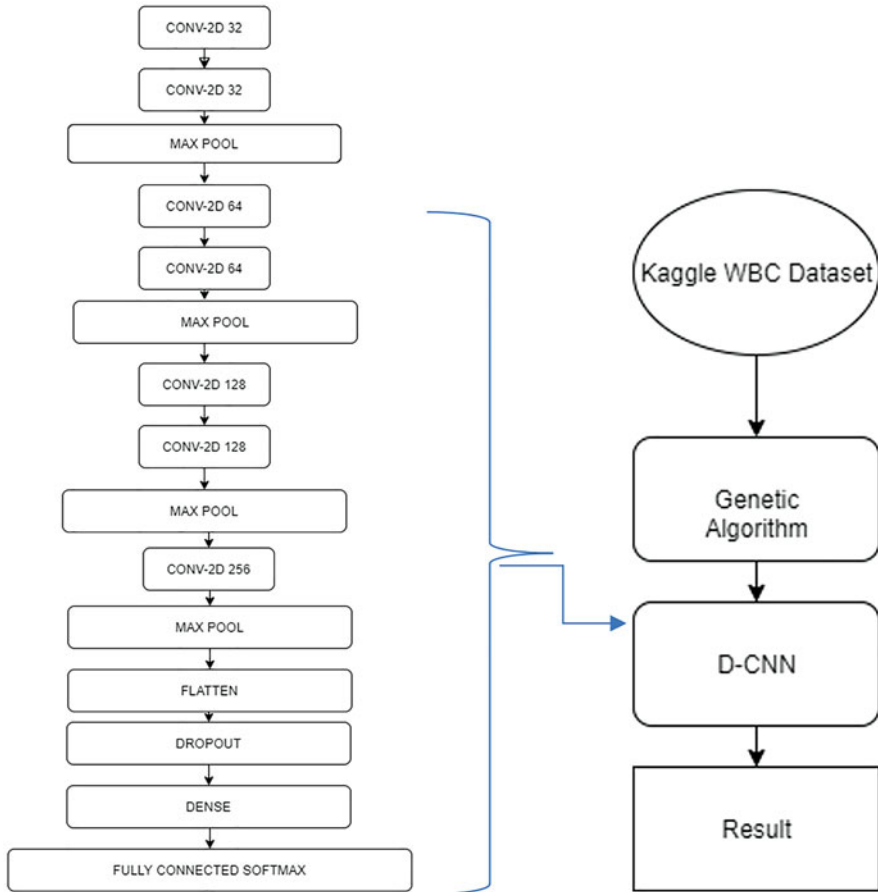 CONV-2D 32
CONV-2D 32
MAX POOL
CONV-2D 64
CONV-2D 64
MAX POOL
CONV-2D 128
CONV-2D 128
MAX POOL
CONV-2D 256
MAX POOL
FLATTEN
DROPOUT
DENSE
FULLY CONNECTED SOFTMAX
Kaggle WBC Dataset
Genetic
Algorithm
D-CNN
Result